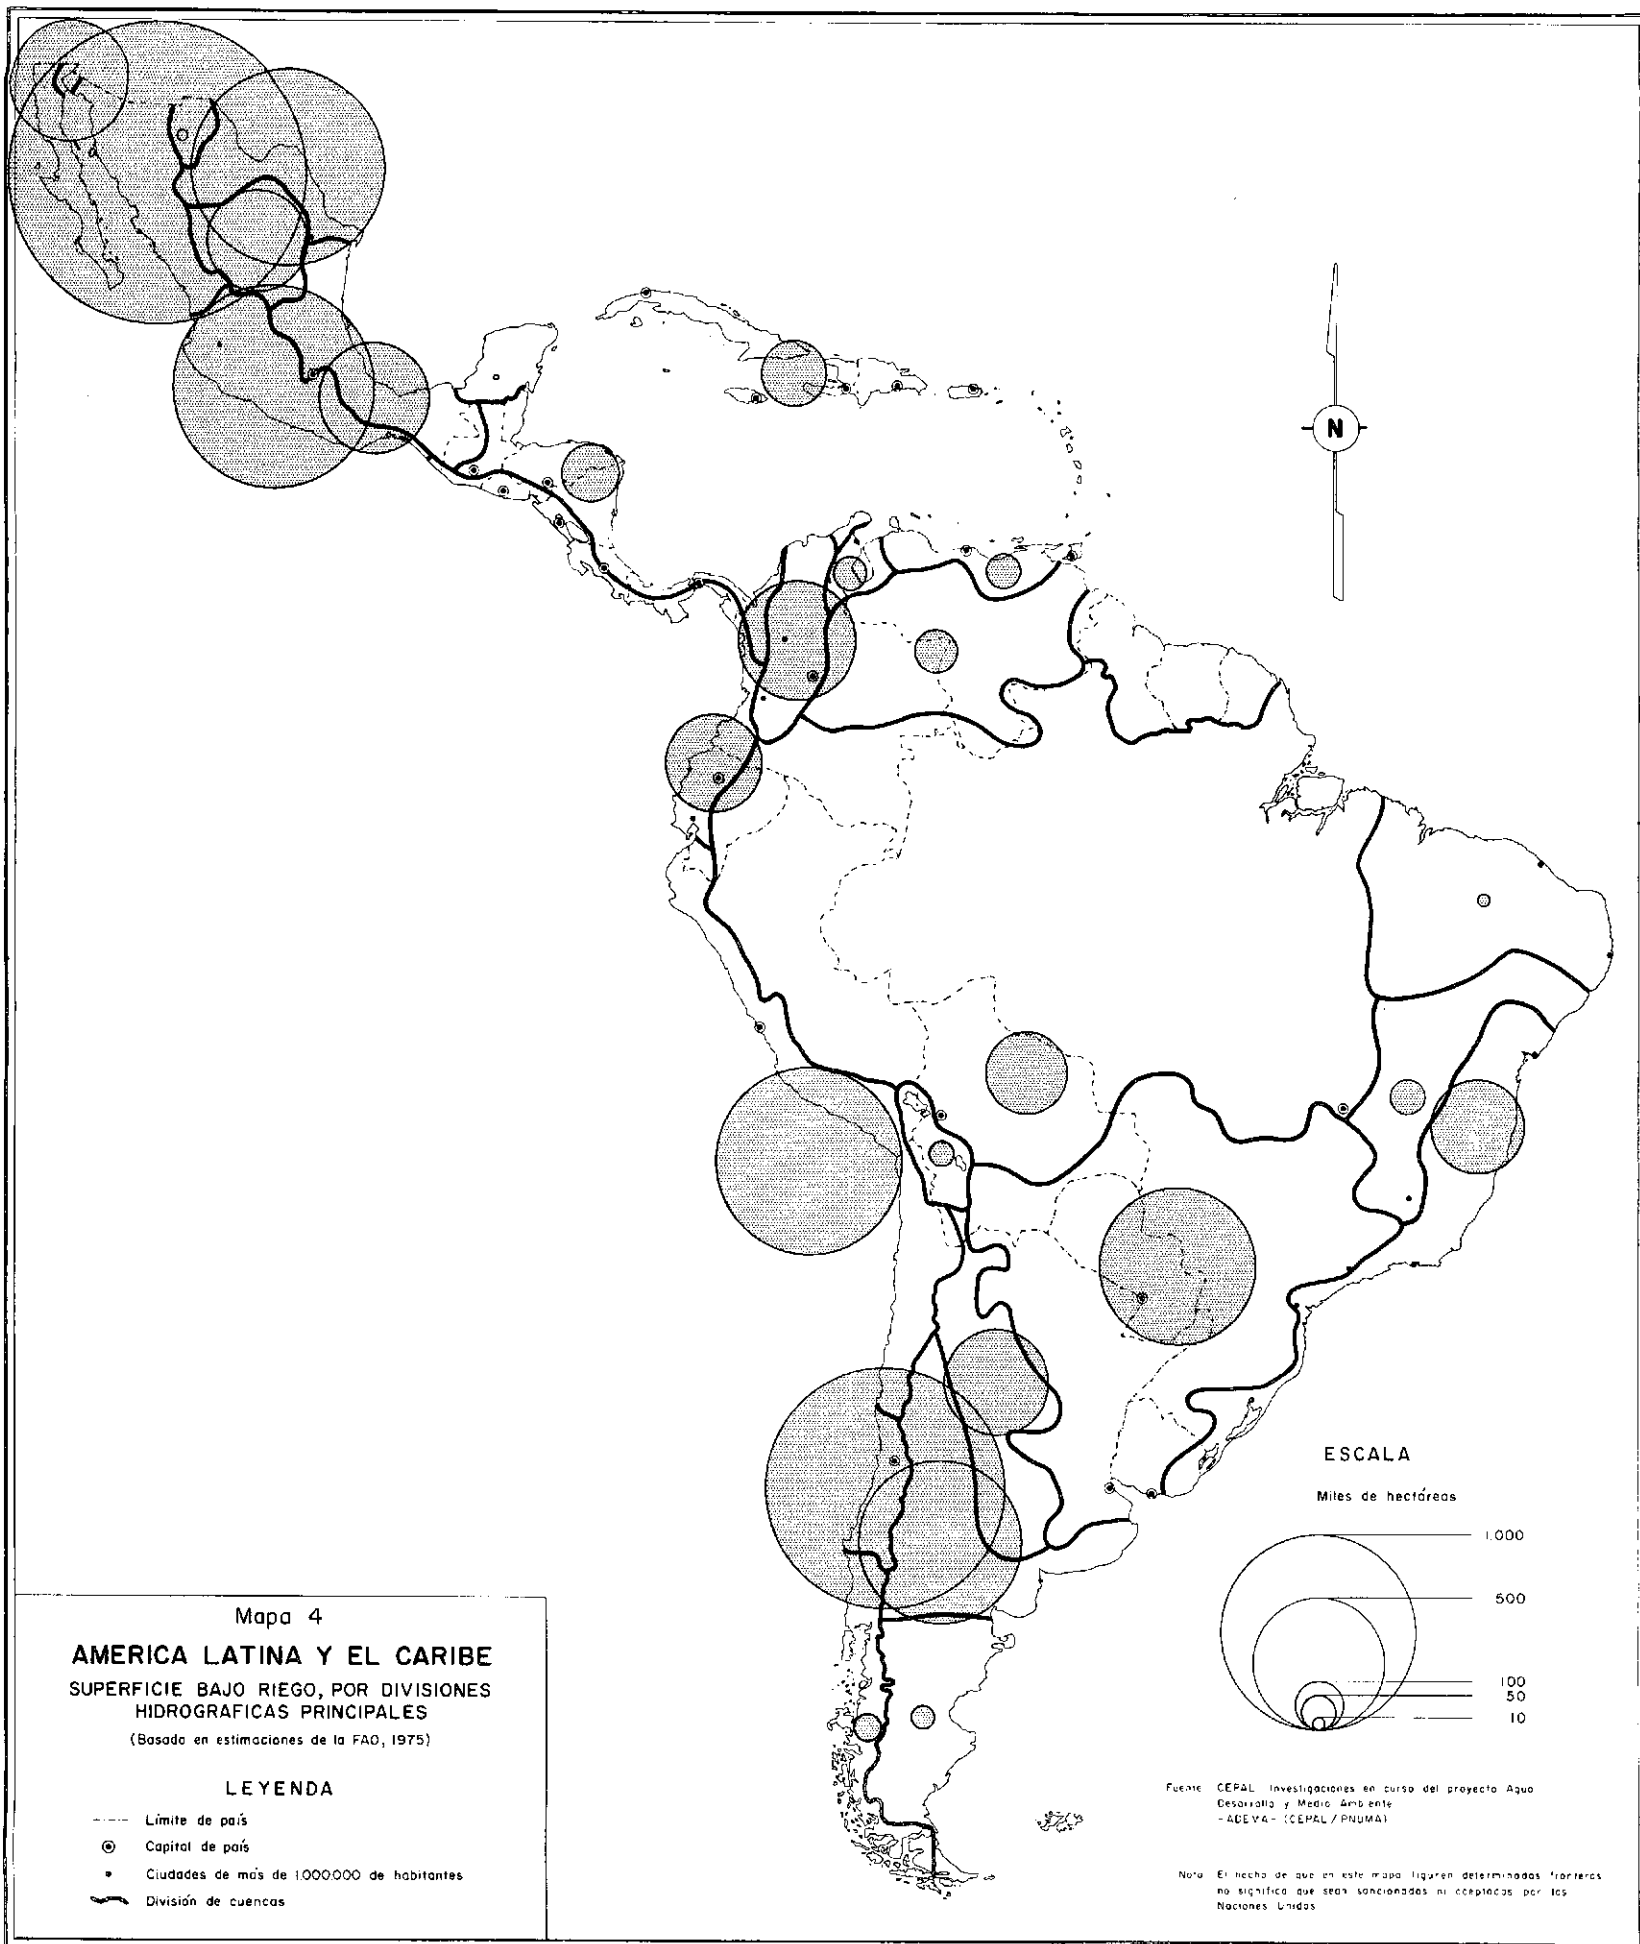 N
ESCALA
Miles de hectáreas
1.000
500
100
50
10
Mapa 4
AMERICA LATINA Y EL CARIBE
SUPERFICIE BAJO RIEGO, POR DIVISIONES
HIDROGRAFICAS PRINCIPALES
(Basada en estimaciones de la FAO, 1975)
LEYENDA
Límite de país
Capital de país
Ciudades de más de 1.000.000 de habitantes
División de cuencas
Fuente CEPAL Investigaciones en curso del proyecto Agua
Desarrollo y Medio Ambiente
-ADEMA- (CEPAL / PNUMA)
Nota El hecho de que en este mapa figuren determinadas fronteras
no significa que sean sancionadas ni aceptadas por las
Naciones Unidas